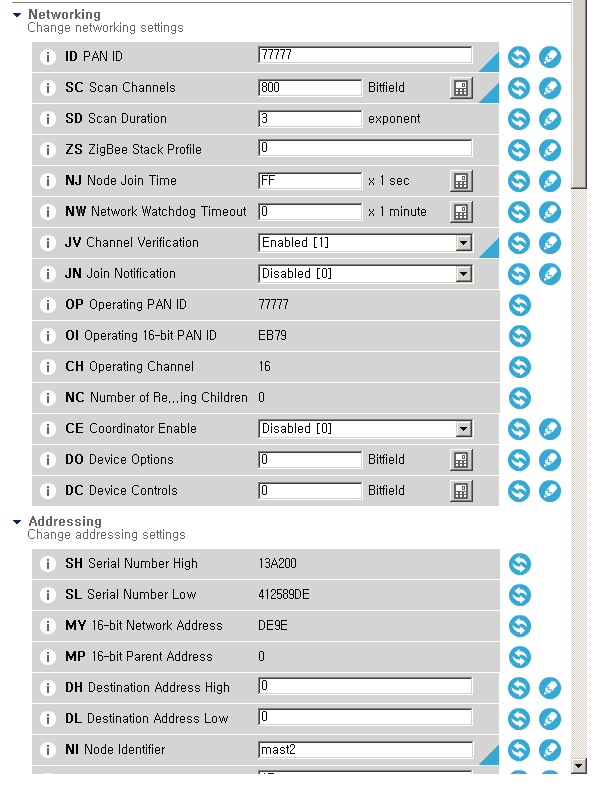 Networking
Change networking settings
i ID PAN ID 77777
i SC Scan Channels 800 Bitfield
i SD Scan Duration 3 exponent
i ZS ZigBee Stack Profile 0
i NJ Node Join Time FF x 1 sec
i NW Network Watchdog Timeout 0 x 1 minute
i JV Channel Verification Enabled [1]
i JN Join Notification Disabled [0]
i OP Operating PAN ID 77777
i OI Operating 16-bit PAN ID EB79
i CH Operating Channel 16
i NC Number of Re...ing Children 0
i CE Coordinator Enable Disabled [0]
i DO Device Options 0 Bitfield
i DC Device Controls 0 Bitfield
Addressing
Change addressing settings
i SH Serial Number High 13A200
i SL Serial Number Low 412589DE
i MY 16-bit Network Address DE9E
i MP 16-bit Parent Address 0
i DH Destination Address High 0
i DL Destination Address Low 0
i NI Node Identifier mast2